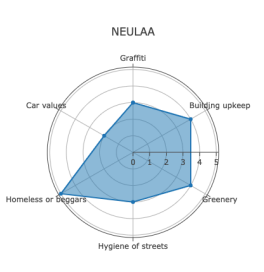 NEULAA
Graffiti
Car values
Building upkeep
0 1 2 3 4 5
Homeless or beggars
Greenery
Hygiene of streets